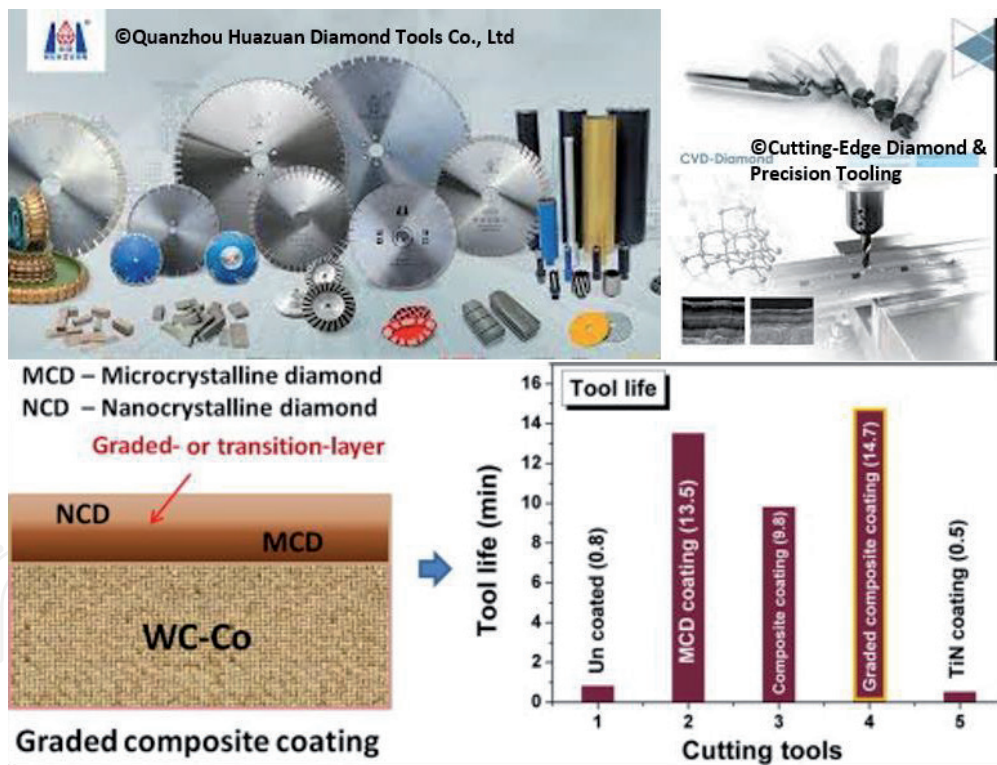 ©Quanzhou Huazuan Diamond Tools Co., Ltd
©Cutting-Edge Diamond &
CVD-Diamond
Precision Tooling
MCD – Microcrystalline diamond
NCD – Nanocrystalline diamond
Graded- or transition-layer
NCD
MCD
WC-Co
Graded composite coating
Tool life
Tool life (min)
16
14
12
10
8
6
4
2
0
Un coated (0.8)
MCD coating (13.5)
Composite coating (9.8)
Graded composite coating (14.7)
TiN coating (0.5)
1
2
3
4
5
Cutting tools